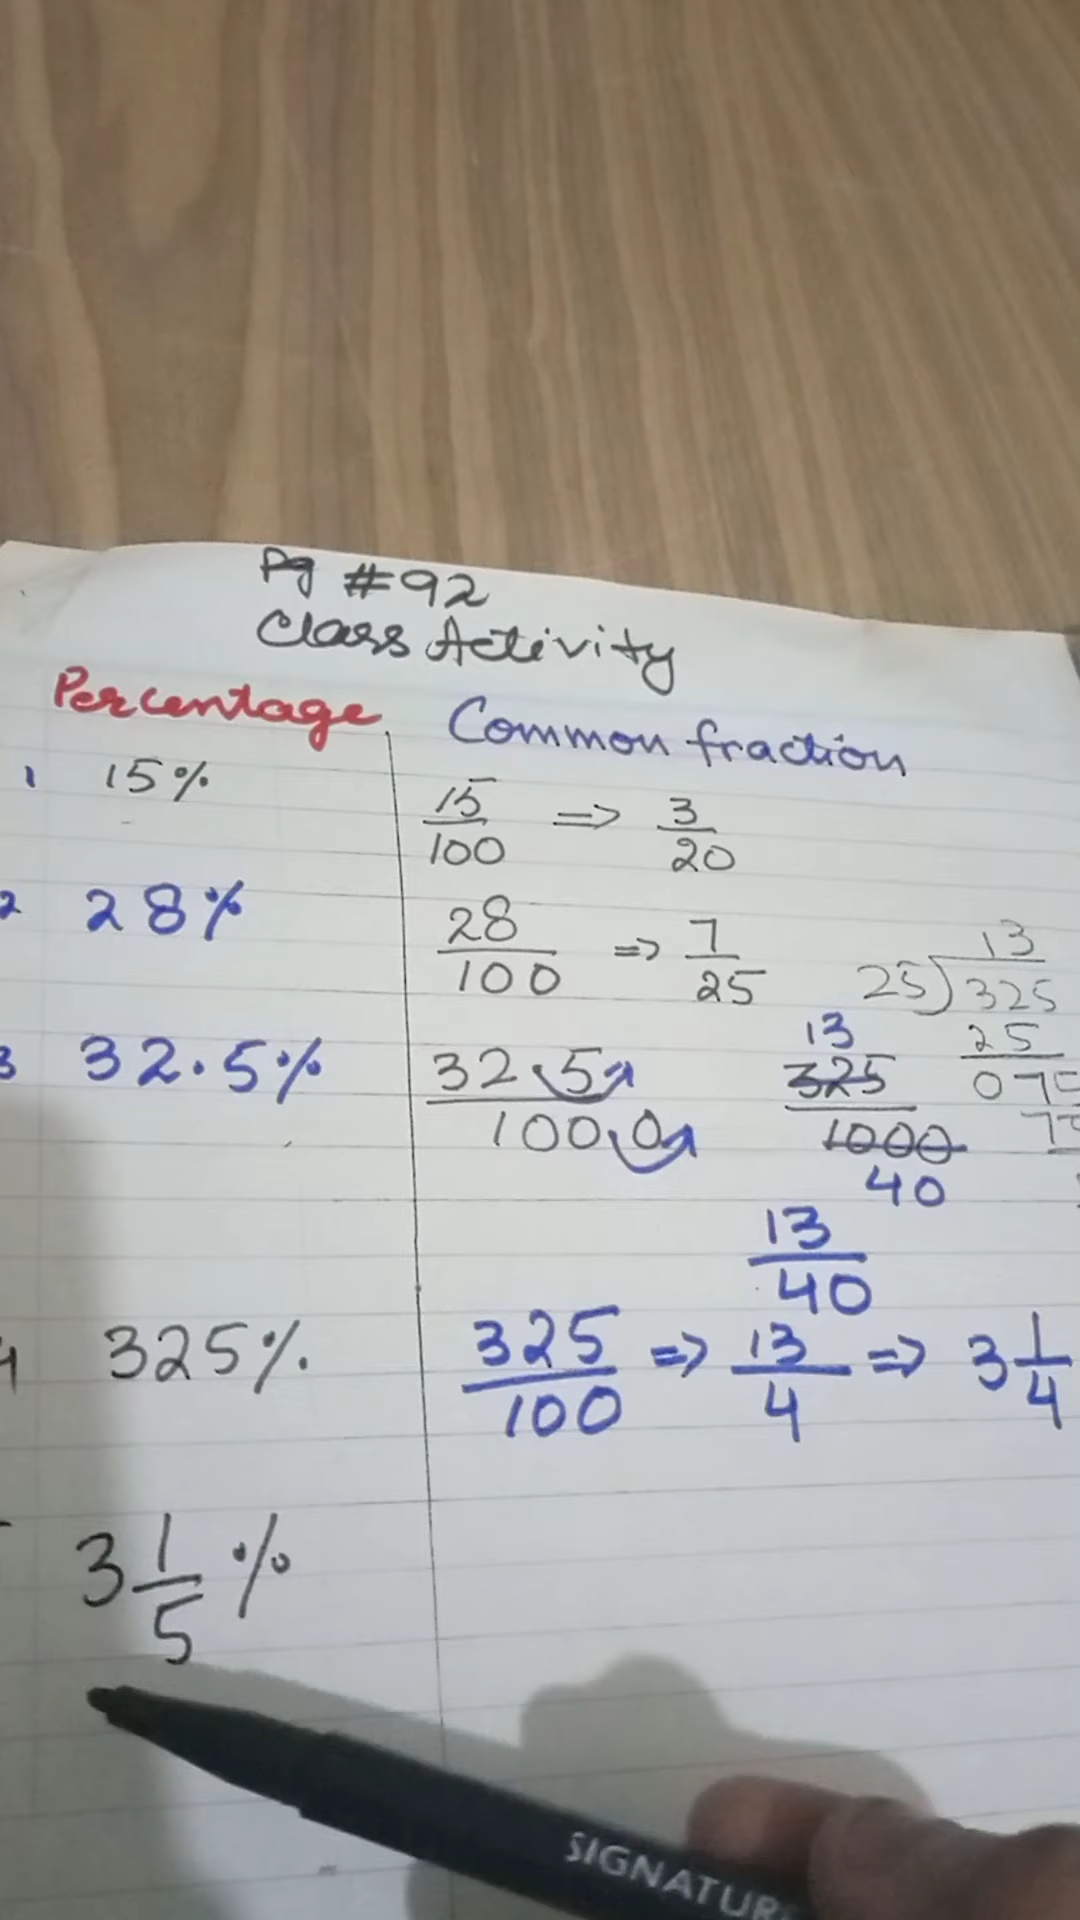 Pg #92
Class Activity
Percentage Common fraction
1 15% 15/100 => 3/20
2 28% 28/100 => 7/25
13
25)325
25
075
3 32.5% 32.5/1000.0 13 325/1000 40
13/40
4 325% 325/100 => 13/4 => 3 1/4
3 1/5 %
SIGNATUR